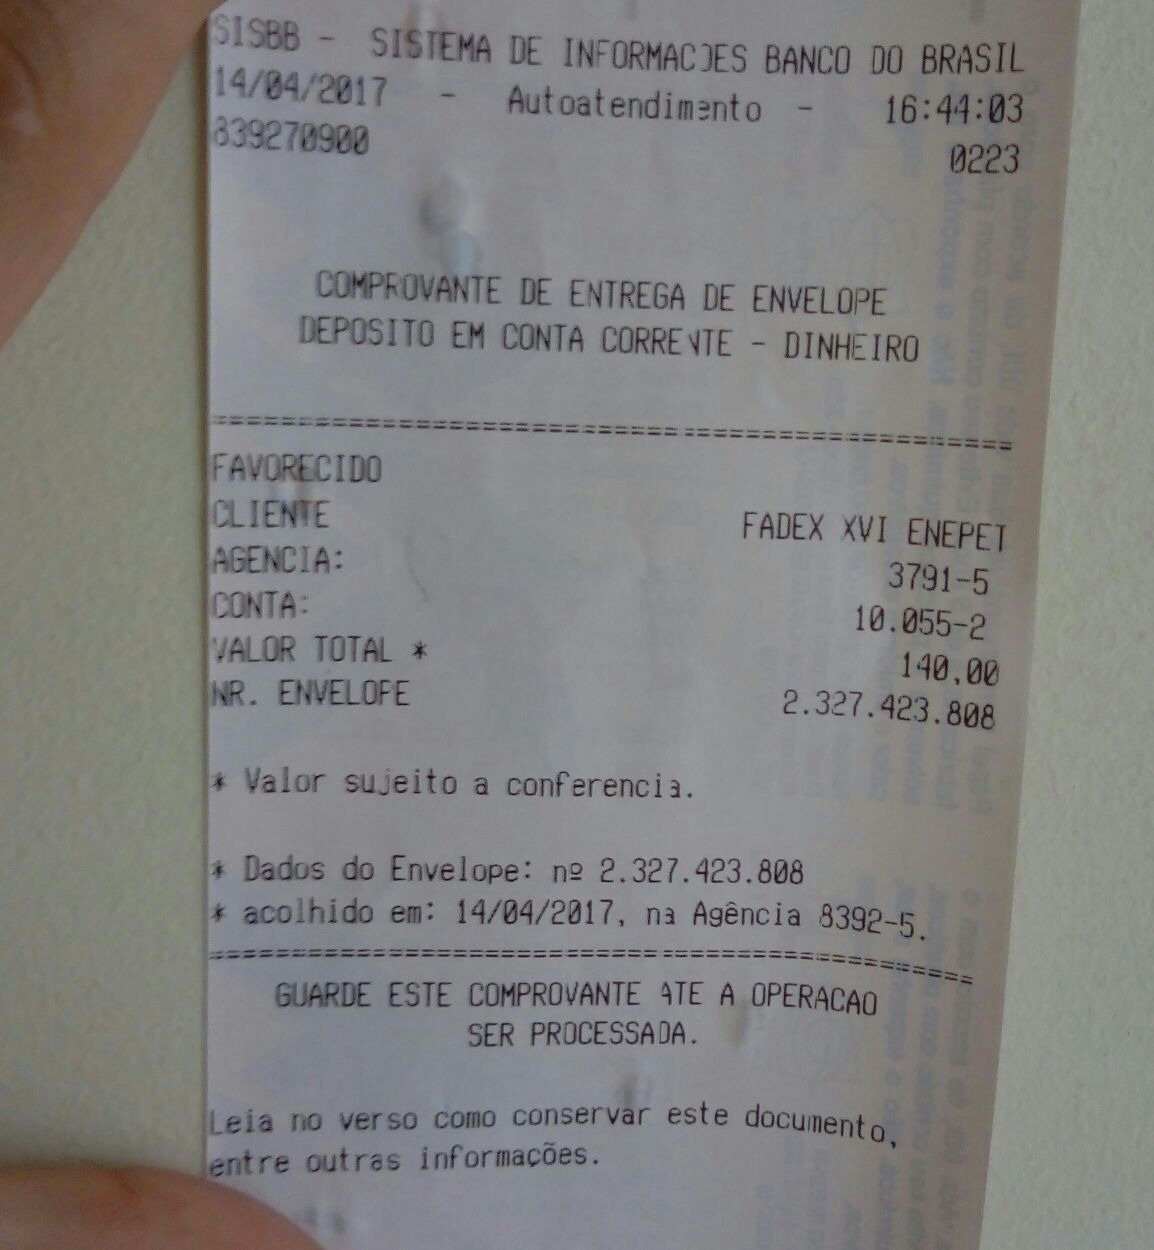 SISBB - SISTEMA DE INFORMACOES BANCO DO BRASIL
14/04/2017 - Autoatendimento - 16:44:03
839270900 0223
COMPROVANTE DE ENTREGA DE ENVELOPE
DEPOSITO EM CONTA CORRENTE - DINHEIRO
================================================
FAVORECIDO
CLIENTE FADEX XVI ENEPET
AGENCIA: 3791-5
CONTA: 10.055-2
VALOR TOTAL * 140,00
NR. ENVELOPE 2.327.423.808
* Valor sujeito a conferencia.
* Dados do Envelope: nº 2.327.423.808
* acolhido em: 14/04/2017, na Agência 8392-5.
================================================
GUARDE ESTE COMPROVANTE ATE A OPERACAO
SER PROCESSADA.
Leia no verso como conservar este documento,
entre outras informações.